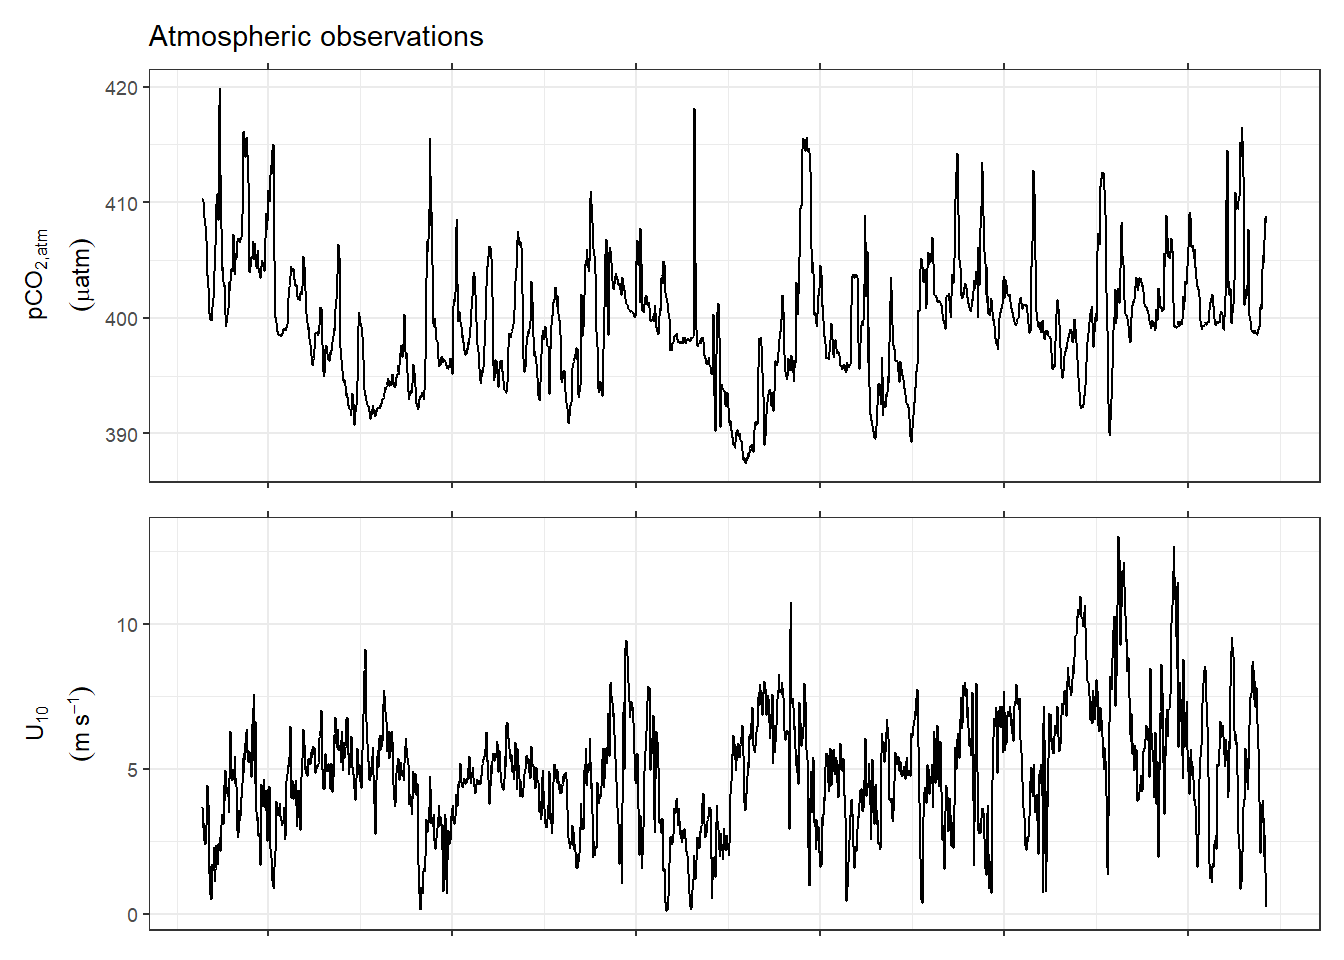 Atmospheric observations
420
410
400
390
pCO₂,atm
(μatm)
10
5
0
U₁₀
(m s⁻¹)